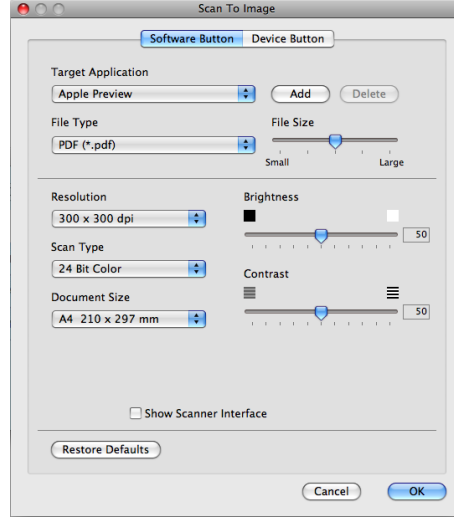 Scan To Image
Software Button Device Button
Target Application
Apple Preview Add Delete
File Type File Size
PDF (*.pdf)
Small Large
Resolution Brightness
300 x 300 dpi
50
Scan Type
24 Bit Color Contrast
Document Size
A4 210 x 297 mm 50
Show Scanner Interface
Restore Defaults
Cancel OK